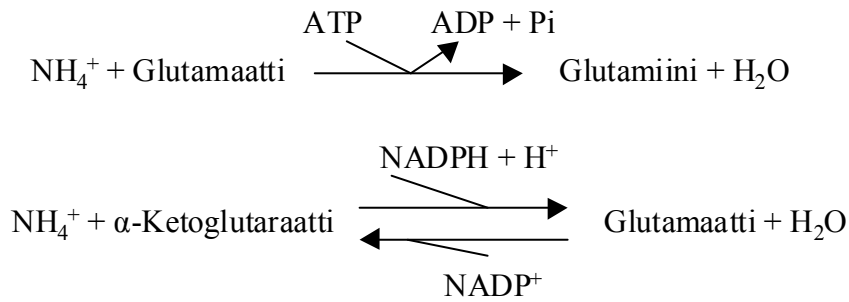 ATP ADP + Pi
NH₄⁺ + Glutamaatti Glutamiini + H₂O
NADPH + H⁺
NH₄⁺ + α-Ketoglutaraatti Glutamaatti + H₂O
NADP⁺